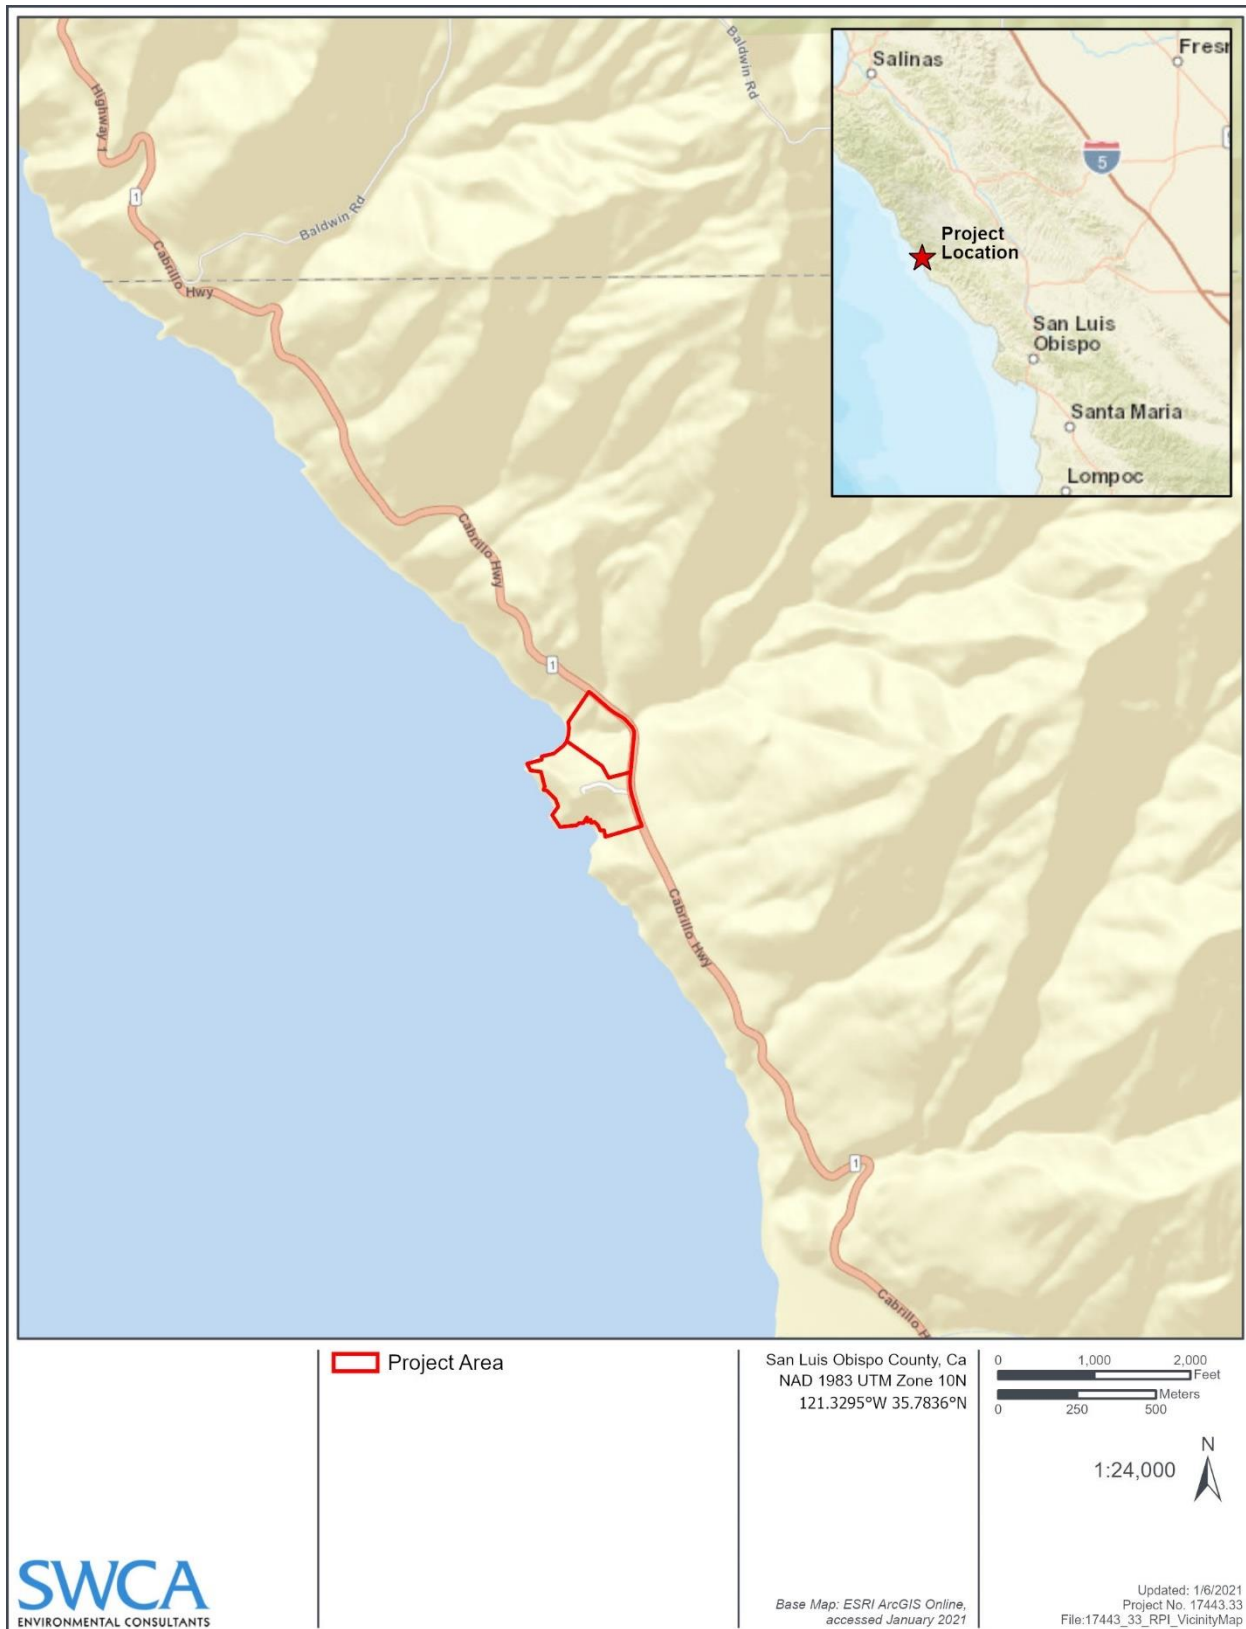 Baldwin Rd
Highway 1
1
Baldwin Rd
Cabrillo Hwy
Cabrillo Hwy
1
Cabrillo Hwy
1
Cabrillo H
Salinas
Fresn
5
Project
Location
San Luis
Obispo
Santa Maria
Lompoc
Project Area
San Luis Obispo County, Ca
NAD 1983 UTM Zone 10N
121.3295°W 35.7836°N
0 1,000 2,000
Feet
Meters
0 250 500
N
1:24,000
SWCA
ENVIRONMENTAL CONSULTANTS
Base Map: ESRI ArcGIS Online,
accessed January 2021
Updated: 1/6/2021
Project No. 17443.33
File:17443_33_RPI_VicinityMap